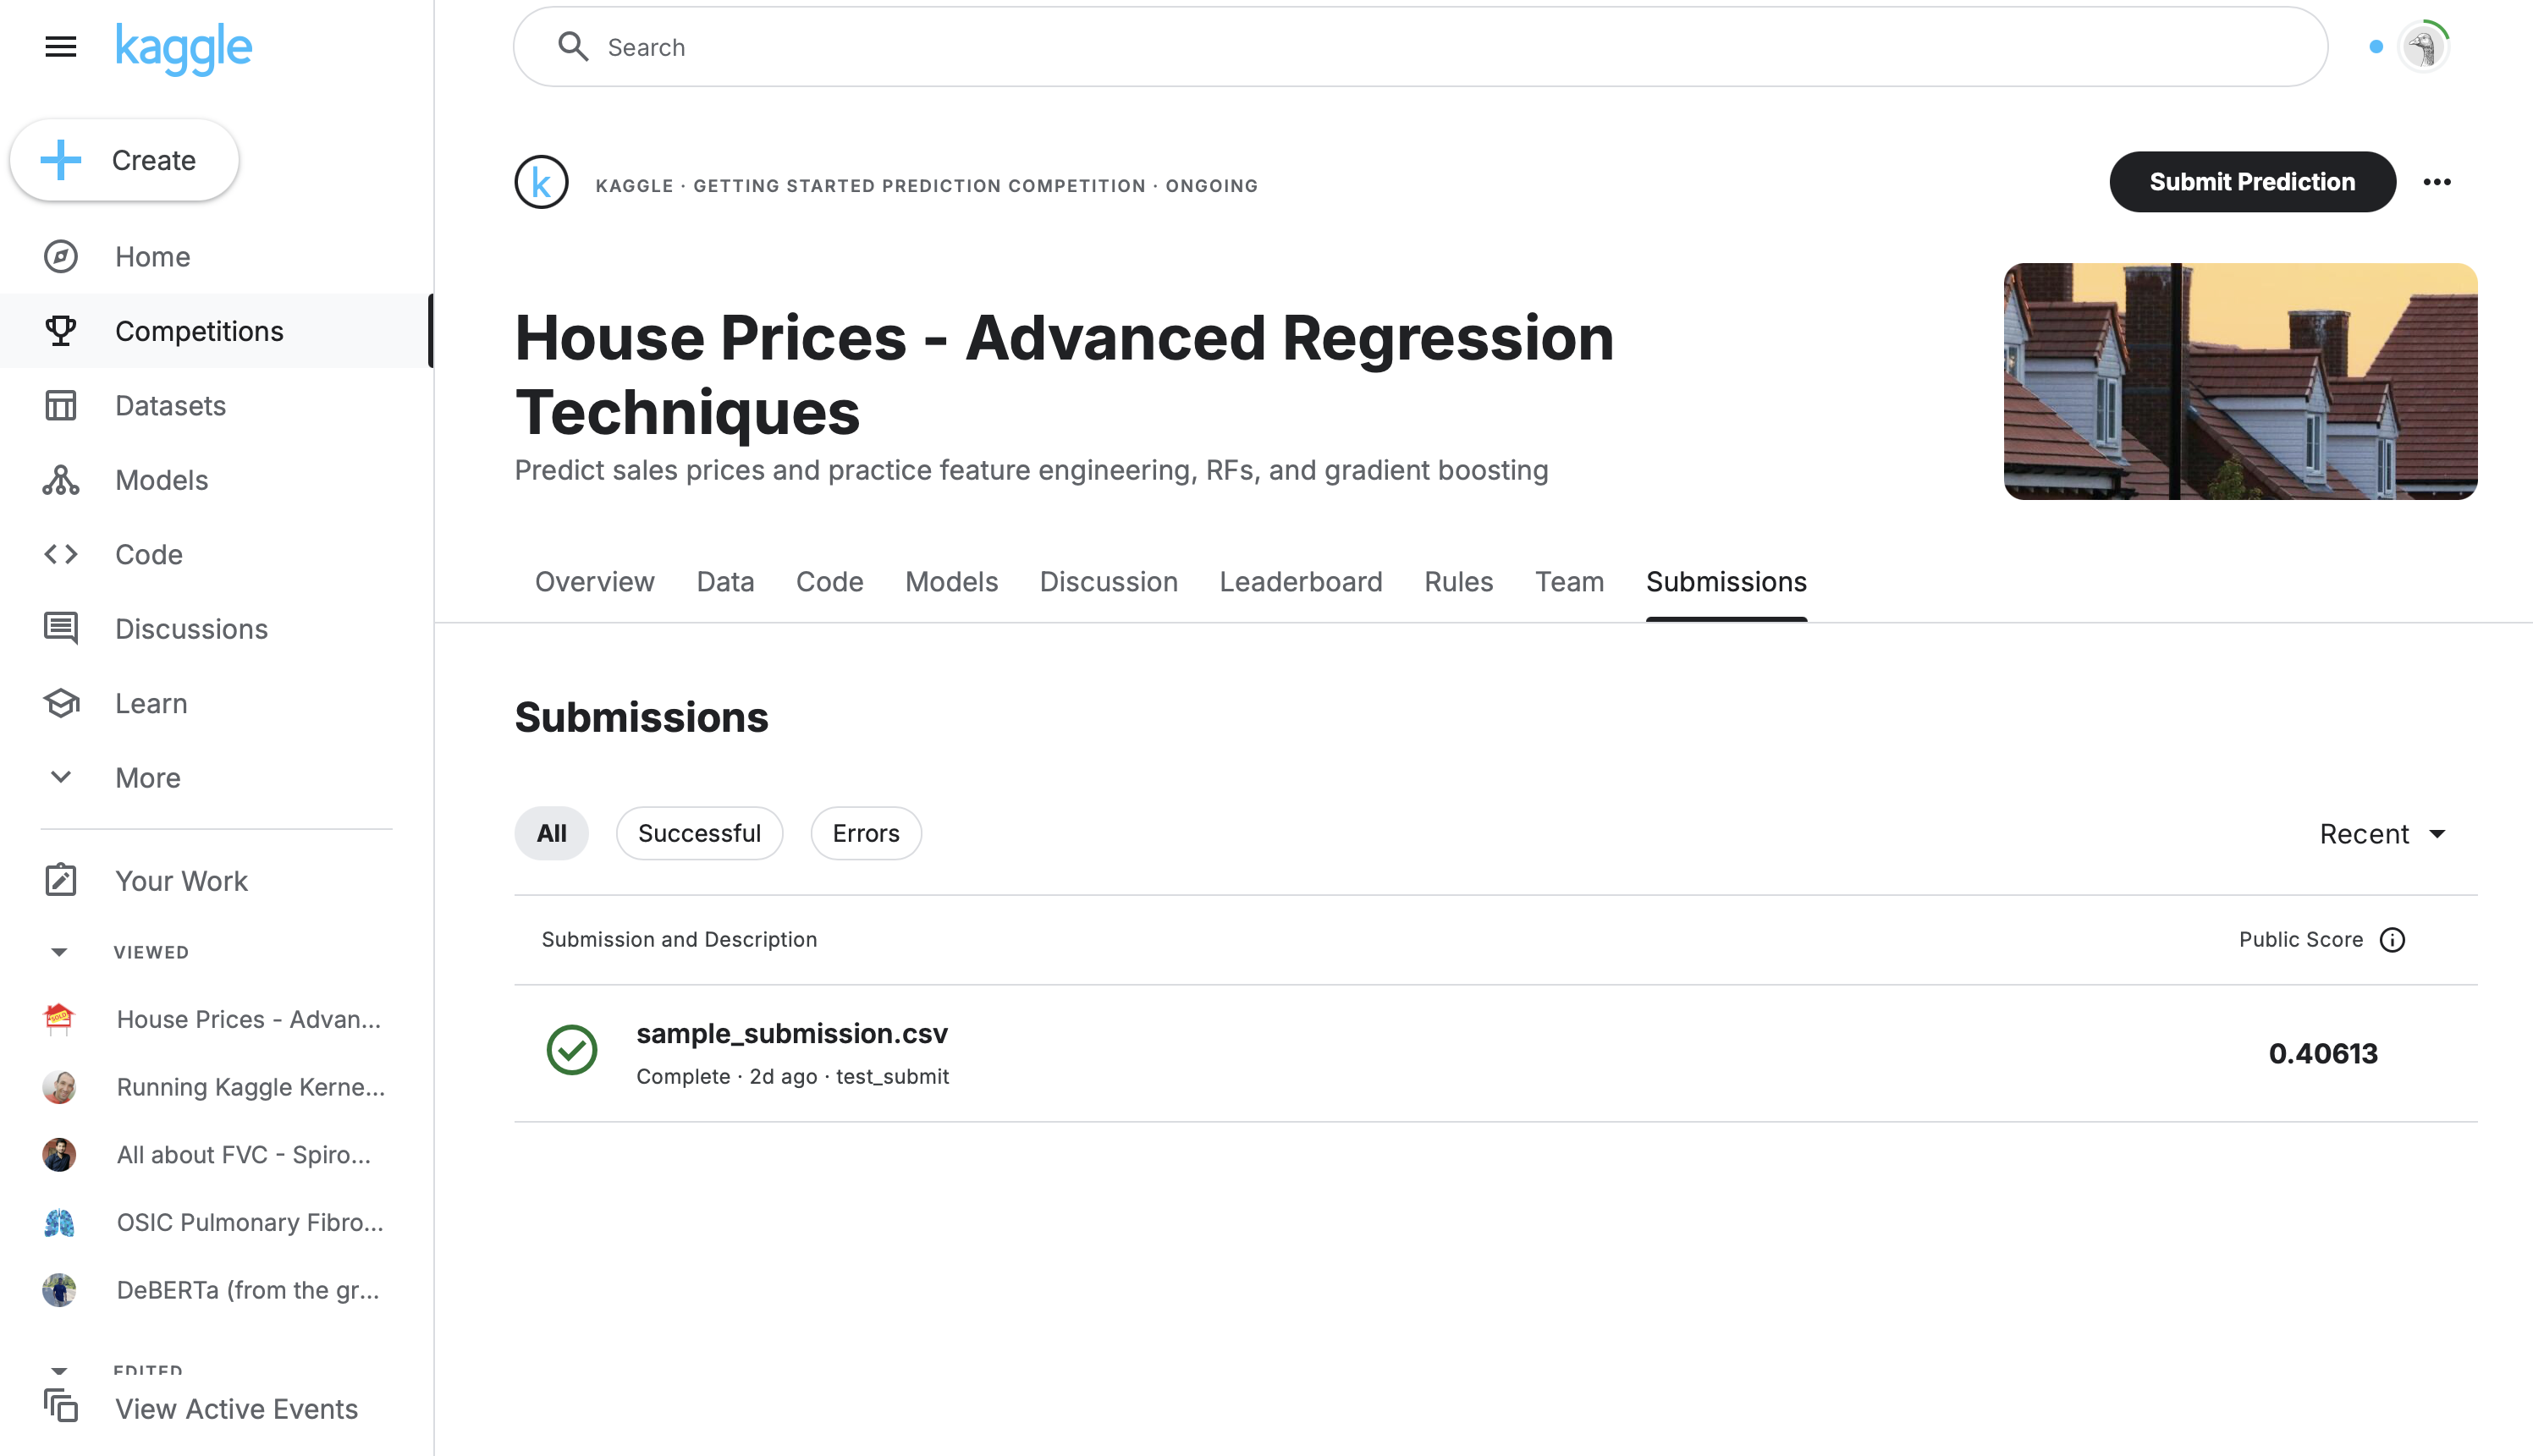 kaggle
Search
Create
Home
Competitions
Datasets
Models
Code
Discussions
Learn
More
Your Work
VIEWED
House Prices - Advan...
Running Kaggle Kerne...
All about FVC - Spiro...
OSIC Pulmonary Fibro...
DeBERTa (from the gr...
EDITED
View Active Events
k
KAGGLE · GETTING STARTED PREDICTION COMPETITION · ONGOING
Submit Prediction
House Prices - Advanced Regression
Techniques
Predict sales prices and practice feature engineering, RFs, and gradient boosting
Overview Data Code Models Discussion Leaderboard Rules Team Submissions
Submissions
All Successful Errors Recent
Submission and Description Public Score
sample_submission.csv
Complete · 2d ago · test_submit
0.40613
SOLD